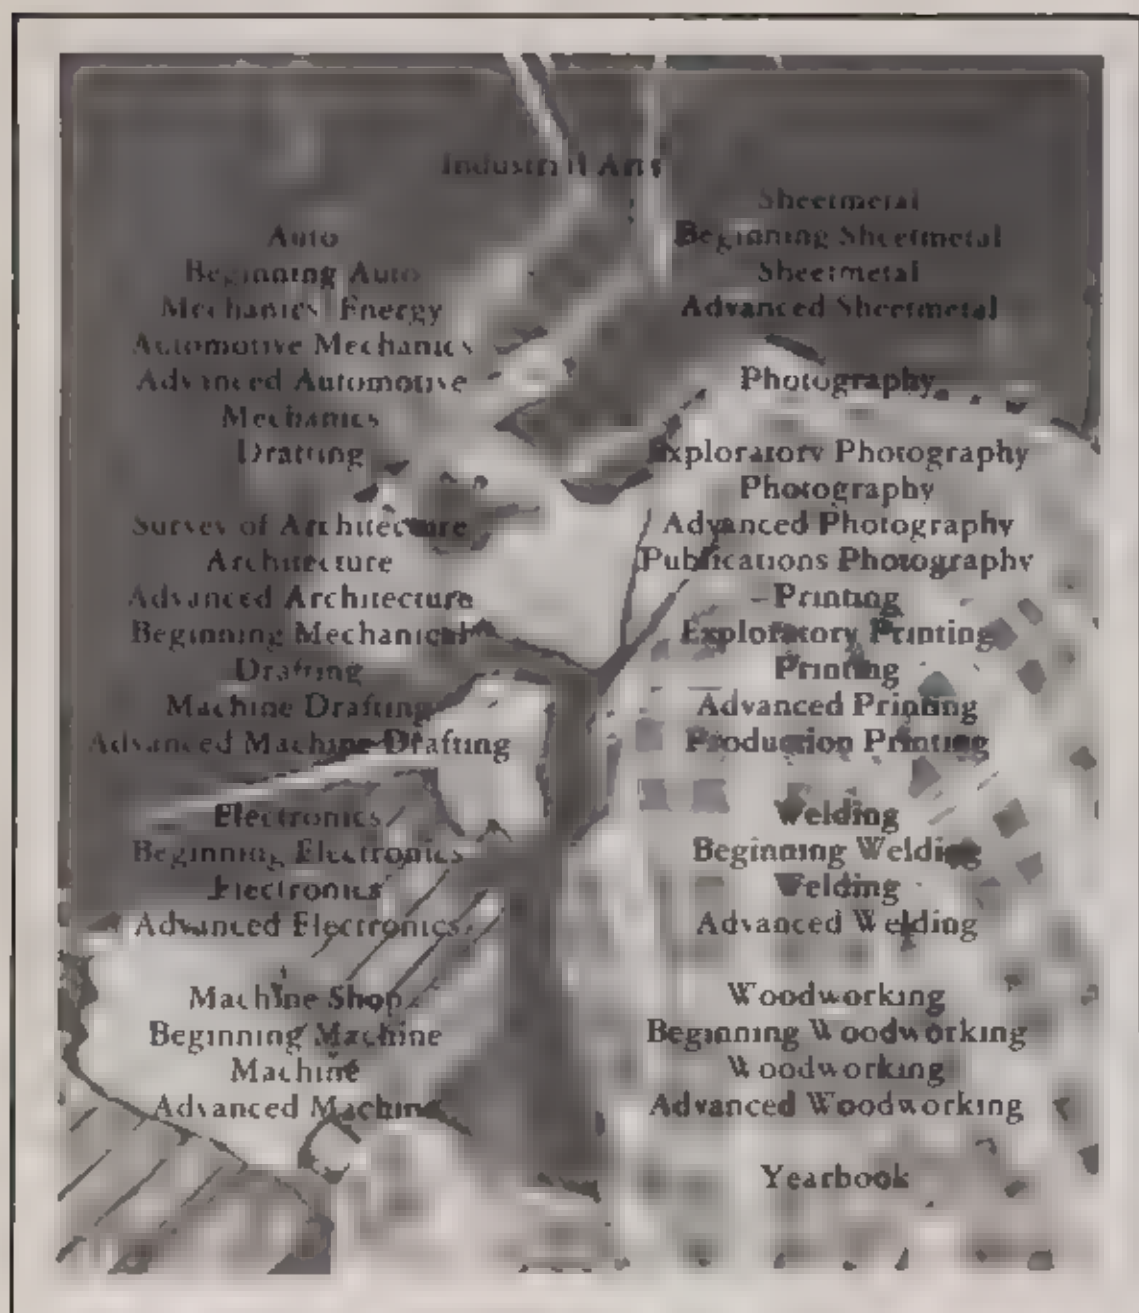 Industrial Arts
Auto
Beginning Auto
Mechanics/Energy
Automotive Mechanics
Advanced Automotive
Mechanics
Drafting
Survey of Architecture
Architecture
Advanced Architecture
Beginning Mechanical
Drafting
Machine Drafting
Advanced Machine Drafting
Electronics
Beginning Electronics
Electronics
Advanced Electronics
Machine Shop
Beginning Machine
Machine
Advanced Machine
Sheetmetal
Beginning Sheetmetal
Sheetmetal
Advanced Sheetmetal
Photography
Exploratory Photography
Photography
Advanced Photography
Publications Photography
Printing
Exploratory Printing
Printing
Advanced Printing
Production Printing
Welding
Beginning Welding
Welding
Advanced Welding
Woodworking
Beginning Woodworking
Woodworking
Advanced Woodworking
Yearbook